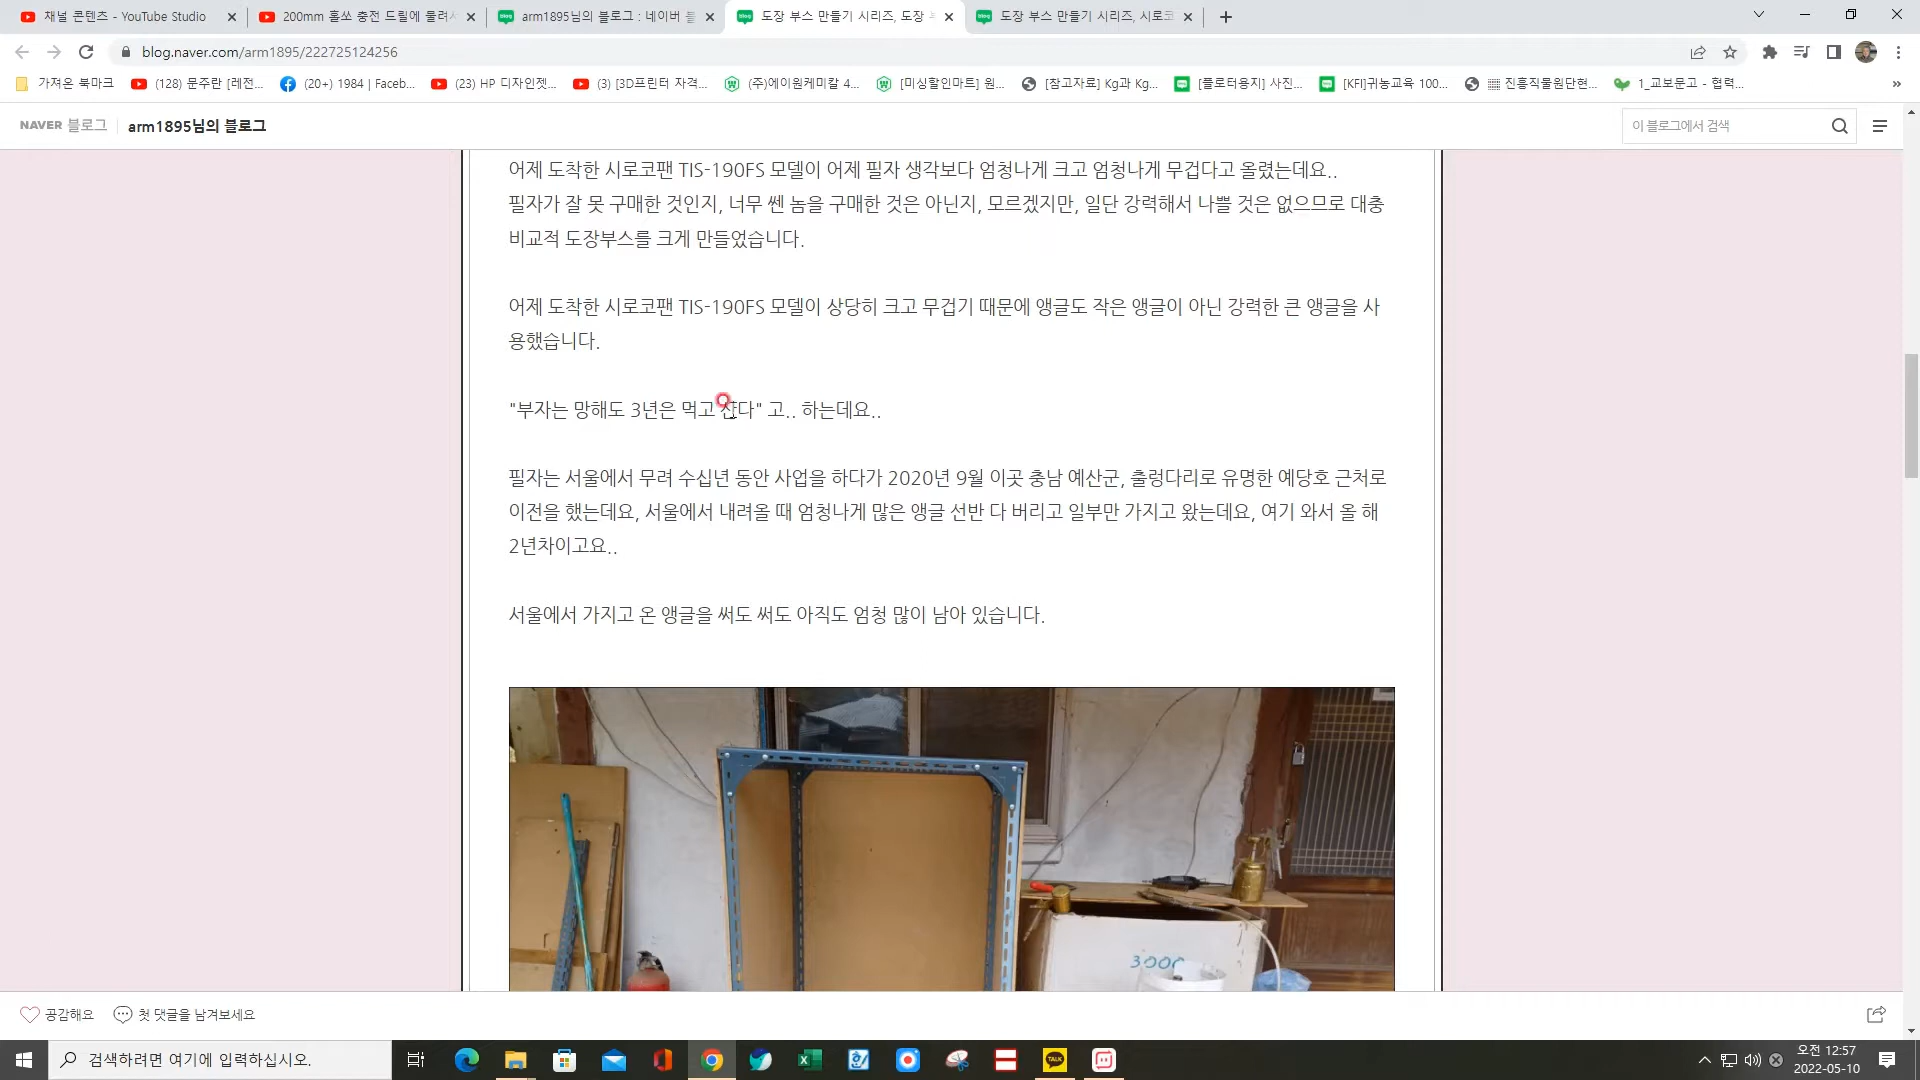 채널 콘텐츠 - YouTube Studio
200mm 홀쏘 충전 드릴에 물려서
arm1895님의 블로그 : 네이버 블
도장 부스 만들기 시리즈, 도장
도장 부스 만들기 시리즈, 시로코
blog.naver.com/arm1895/222725124256
가져온 북마크
(128) 문주란 [레전...
(20+) 1984 | Faceb...
(23) HP 디자인젯...
(3) [3D프린터 자격...
(주)에이원케미칼 4...
[미싱할인마트] 원...
[참고자료] Kg과 Kg...
[플로터용지] 사진...
[KFI]귀농교육 100...
진흥직물원단현...
1_교보문고 - 협력...
NAVER 블로그
arm1895님의 블로그
이 블로그에서 검색
어제 도착한 시로코팬 TIS-190FS 모델이 어제 필자 생각보다 엄청나게 크고 엄청나게 무겁다고 올렸는데요..
필자가 잘 못 구매한 것인지, 너무 쎈 놈을 구매한 것은 아닌지, 모르겠지만, 일단 강력해서 나쁠 것은 없으므로 대충
비교적 도장부스를 크게 만들었습니다.
어제 도착한 시로코팬 TIS-190FS 모델이 상당히 크고 무겁기 때문에 앵글도 작은 앵글이 아닌 강력한 큰 앵글을 사
용했습니다.
"부자는 망해도 3년은 먹고 산다" 고.. 하는데요..
필자는 서울에서 무려 수십년 동안 사업을 하다가 2020년 9월 이곳 충남 예산군, 출렁다리로 유명한 예당호 근처로
이전을 했는데요, 서울에서 내려올 때 엄청나게 많은 앵글 선반 다 버리고 일부만 가지고 왔는데요, 여기 와서 올 해
2년차이고요..
서울에서 가지고 온 앵글을 써도 써도 아직도 엄청 많이 남아 있습니다.
3000
공감해요
첫 댓글을 남겨보세요
검색하려면 여기에 입력하십시오.
TALK
오전 12:57
2022-05-10